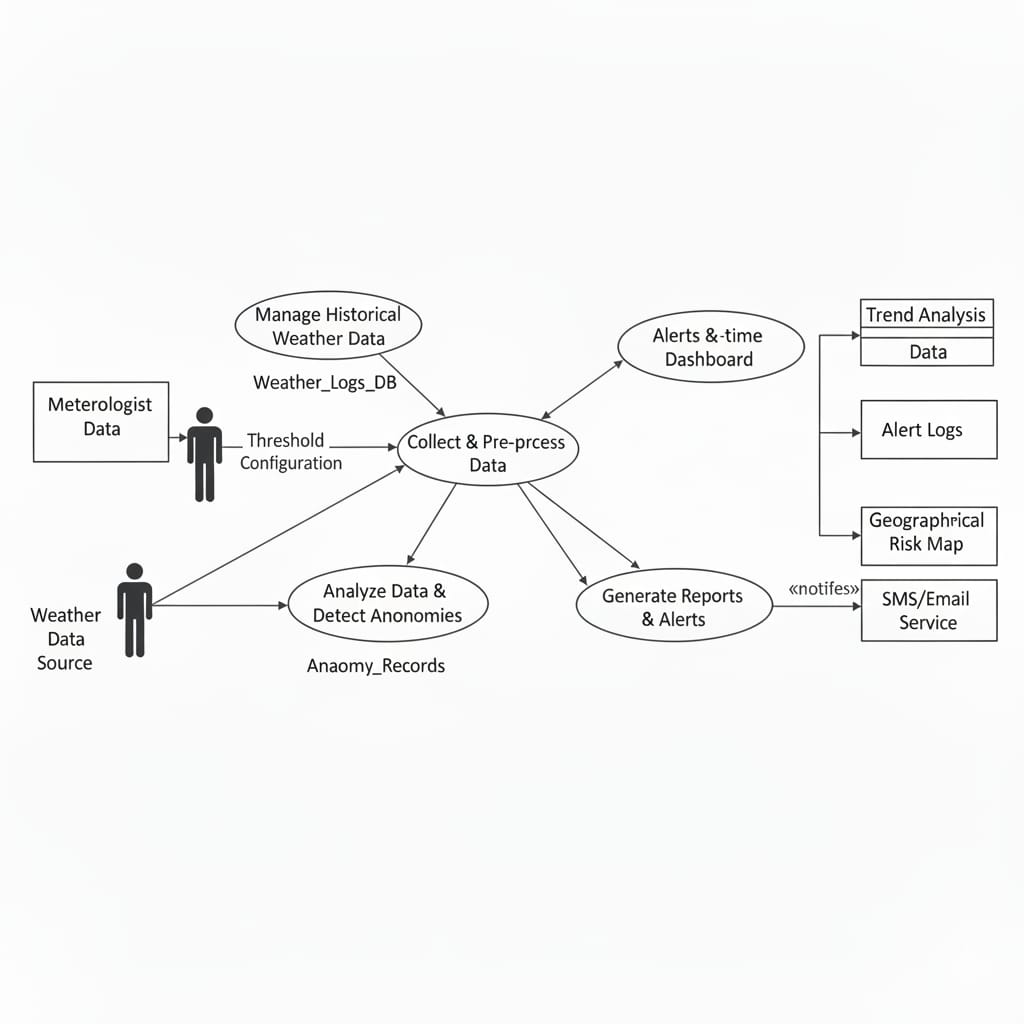 Manage Historical
Weather Data
Weather_Logs_DB
Meterologist
Data
Threshold
Configuration
Collect & Pre-prcess
Data
Alerts &-time
Dashboard
Trend Analysis
Data
Alert Logs
Geographrical
Risk Map
Weather
Data
Source
Analyze Data &
Detect Anonomies
Anaomy_Records
Generate Reports
& Alerts
«notifes»
SMS/Email
Service